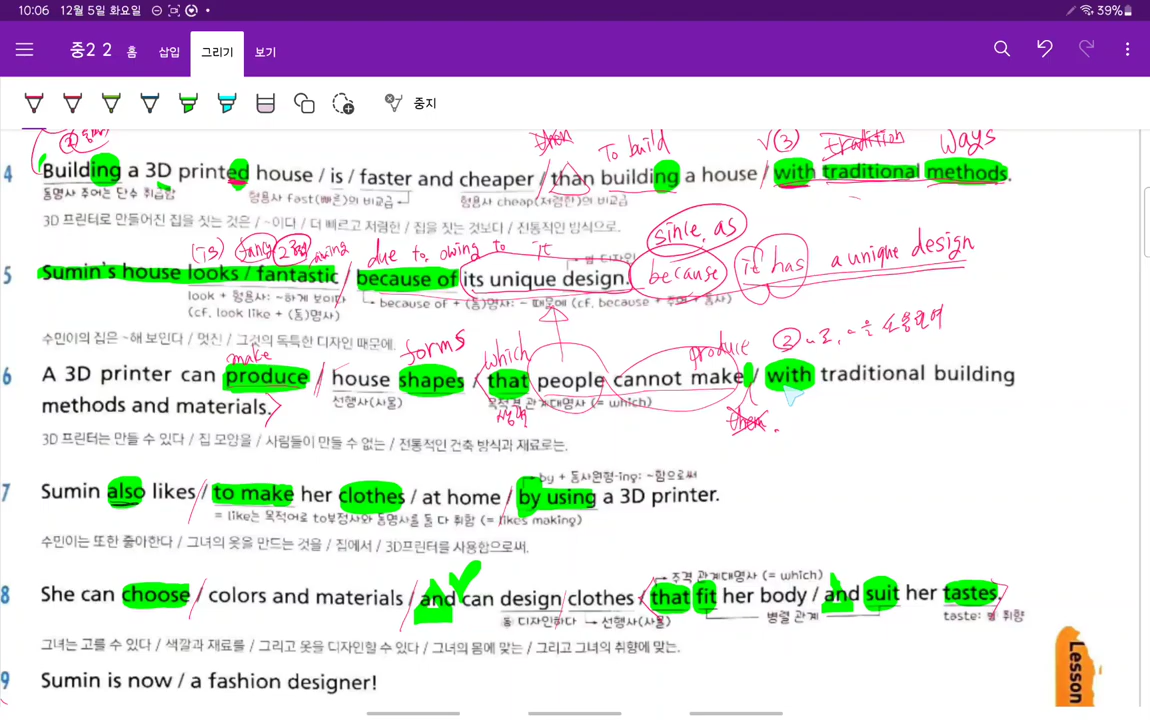 10:06 12월 5일 화요일 39%
중2 2 홈 삽입 그리기 보기
중지
then To build √③ tradition ways
4 Building a 3D printed house / is / faster and cheaper / than building a house / with traditional methods.
동명사 주어는 단수 취급함 형용사 fast(빠른)의 비교급 형용사 cheap(저렴한)의 비교급
3D 프린터로 만들어진 집을 짓는 것은 / ~이다 / 더 빠르고 저렴한 / 집을 짓는 것보다 / 전통적인 방식으로.
since, as
(is) fancy due to, owing to it
5 Sumin's house looks / fantastic / because of its unique design. because it has a unique design
look + 형용사: ~하게 보이다 because of + (동)명사: ~ 때문에 (cf. because + 주어 + 동사)
(cf. look like + (동)명사)
수민이의 집은 ~해 보인다 / 멋진 / 그것의 독특한 디자인 때문에.
make forms which produce ②
6 A 3D printer can produce / house shapes / that people cannot make / with traditional building
선행사(사물) 목적격 관계대명사 (= which)
methods and materials.
생략 them.
3D 프린터는 만들 수 있다 / 집 모양을 / 사람들이 만들 수 없는 / 전통적인 건축 방식과 재료로는.
by + 동사원형-ing: ~함으로써
7 Sumin also likes / to make her clothes / at home / by using a 3D printer.
= like는 목적어로 to부정사와 동명사를 둘 다 취함 (= likes making)
수민이는 또한 좋아한다 / 그녀의 옷을 만드는 것을 / 집에서 / 3D프린터를 사용함으로써.
주격 관계대명사 (= which)
8 She can choose / colors and materials / and can design / clothes / that fit her body / and suit her tastes.
동 디자인하다 선행사(사물) 병렬 관계 taste: 명 취향
그녀는 고를 수 있다 / 색깔과 재료를 / 그리고 옷을 디자인할 수 있다 / 그녀의 몸에 맞는 / 그리고 그녀의 취향에 맞는.
9 Sumin is now / a fashion designer!
Lesson